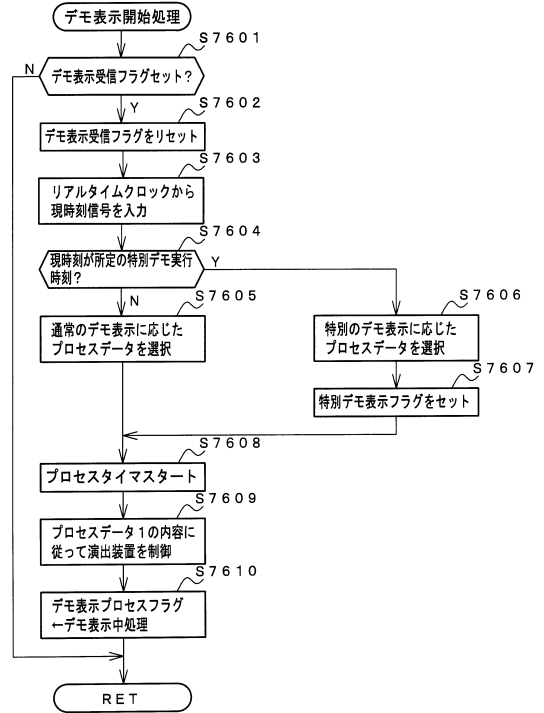 デモ表示開始処理
S7601
デモ表示受信フラグセット?
N
Y
S7602
デモ表示受信フラグをリセット
S7603
リアルタイムクロックから
現時刻信号を入力
S7604
現時刻が所定の特別デモ実行
時刻?
Y
N
S7605
通常のデモ表示に応じた
プロセスデータを選択
S7606
特別のデモ表示に応じた
プロセスデータを選択
S7607
特別デモ表示フラグをセット
S7608
プロセスタイマスタート
S7609
プロセスデータ1の内容に
従って演出装置を制御
S7610
デモ表示プロセスフラグ
←デモ表示中処理
RET